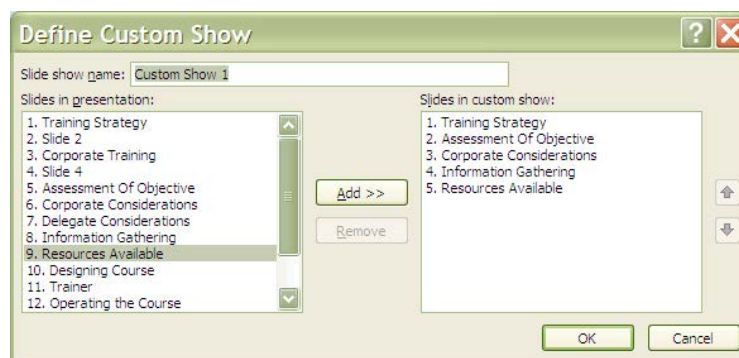 Define Custom Show
Slide show name: Custom Show 1
Slides in presentation:
1. Training Strategy
2. Slide 2
3. Corporate Training
4. Slide 4
5. Assessment Of Objective
6. Corporate Considerations
7. Delegate Considerations
8. Information Gathering
9. Resources Available
10. Designing Course
11. Trainer
12. Operating the Course
Add >>
Remove
Slides in custom show:
1. Training Strategy
2. Assessment Of Objective
3. Corporate Considerations
4. Information Gathering
5. Resources Available
OK
Cancel